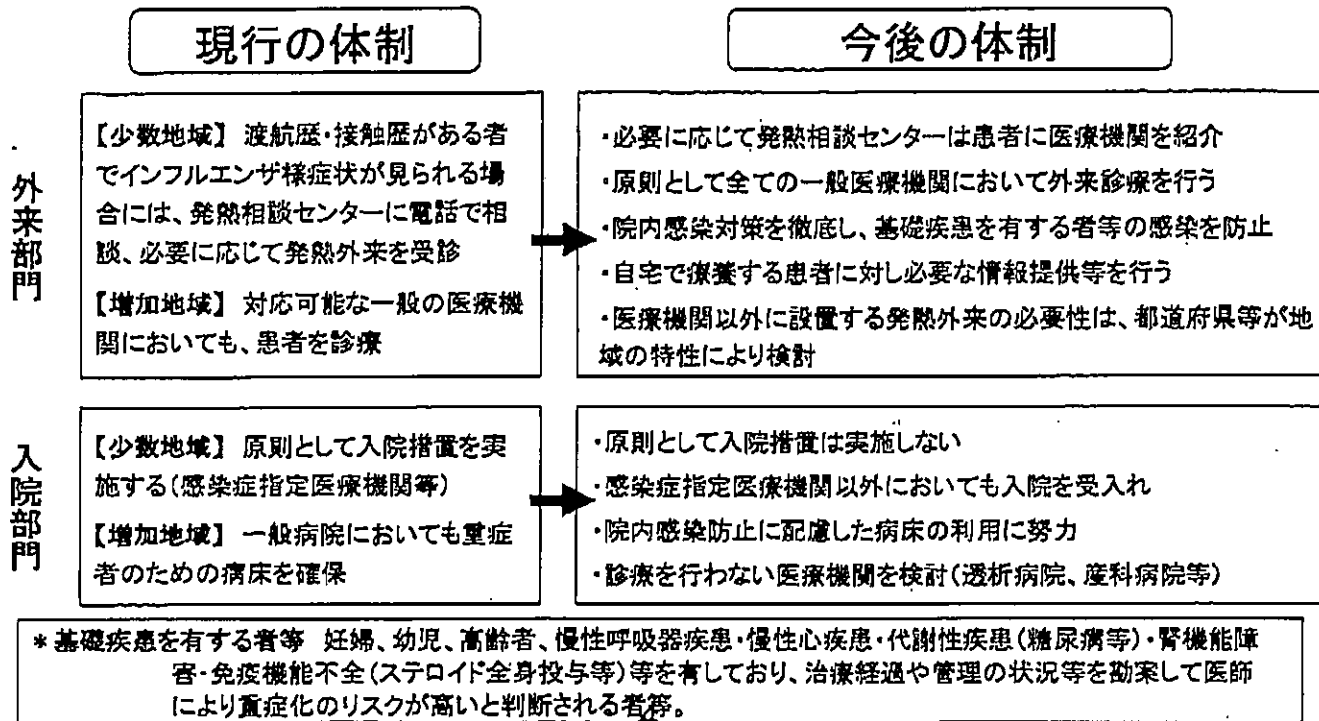 現行の体制
今後の体制
外来部門
【少数地域】 渡航歴・接触歴がある者
でインフルエンザ様症状が見られる場
合には、発熱相談センターに電話で相
談、必要に応じて発熱外来を受診
【増加地域】 対応可能な一般の医療機
関においても、患者を診療
・必要に応じて発熱相談センターは患者に医療機関を紹介
・原則として全ての一般医療機関において外来診療を行う
・院内感染対策を徹底し、基礎疾患を有する者等の感染を防止
・自宅で療養する患者に対し必要な情報提供等を行う
・医療機関以外に設置する発熱外来の必要性は、都道府県等が地
域の特性により検討
入院部門
【少数地域】 原則として入院措置を実
施する(感染症指定医療機関等)
【増加地域】 一般病院においても重症
者のための病床を確保
・原則として入院措置は実施しない
・感染症指定医療機関以外においても入院を受入れ
・院内感染防止に配慮した病床の利用に努力
・診療を行わない医療機関を検討(透析病院、産科病院等)
*基礎疾患を有する者等 妊婦、幼児、高齢者、慢性呼吸器疾患・慢性心疾患・代謝性疾患(糖尿病等)・腎機能障
害・免疫機能不全(ステロイド全身投与等)等を有しており、治療経過や管理の状況等を勘案して医師
により重症化のリスクが高いと判断される者等。